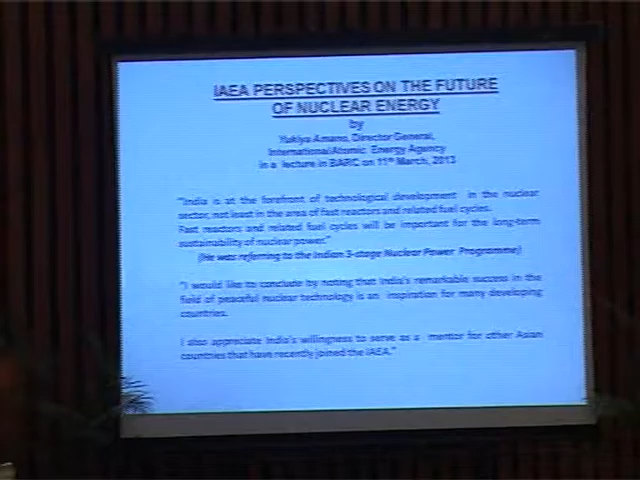 IAEA PERSPECTIVES ON THE FUTURE
OF NUCLEAR ENERGY
by
Yukiya Amano, Director General,
International Atomic Energy Agency
in a lecture in BARC on 11th March, 2013
"India is at the forefront of technological development in the nuclear
sector, not least in the area of fast reactors and related fuel cycles.
Fast reactors and related fuel cycles will be important for the long-term
sustainability of nuclear power."
(He was referring to the Indian 3-stage Nuclear Power Programme)
"I would like to conclude by noting that India's remarkable success in the
field of peaceful nuclear technology is an inspiration for many developing
countries.
I also appreciate India's willingness to serve as a mentor for other Asian
countries that have recently joined the IAEA."